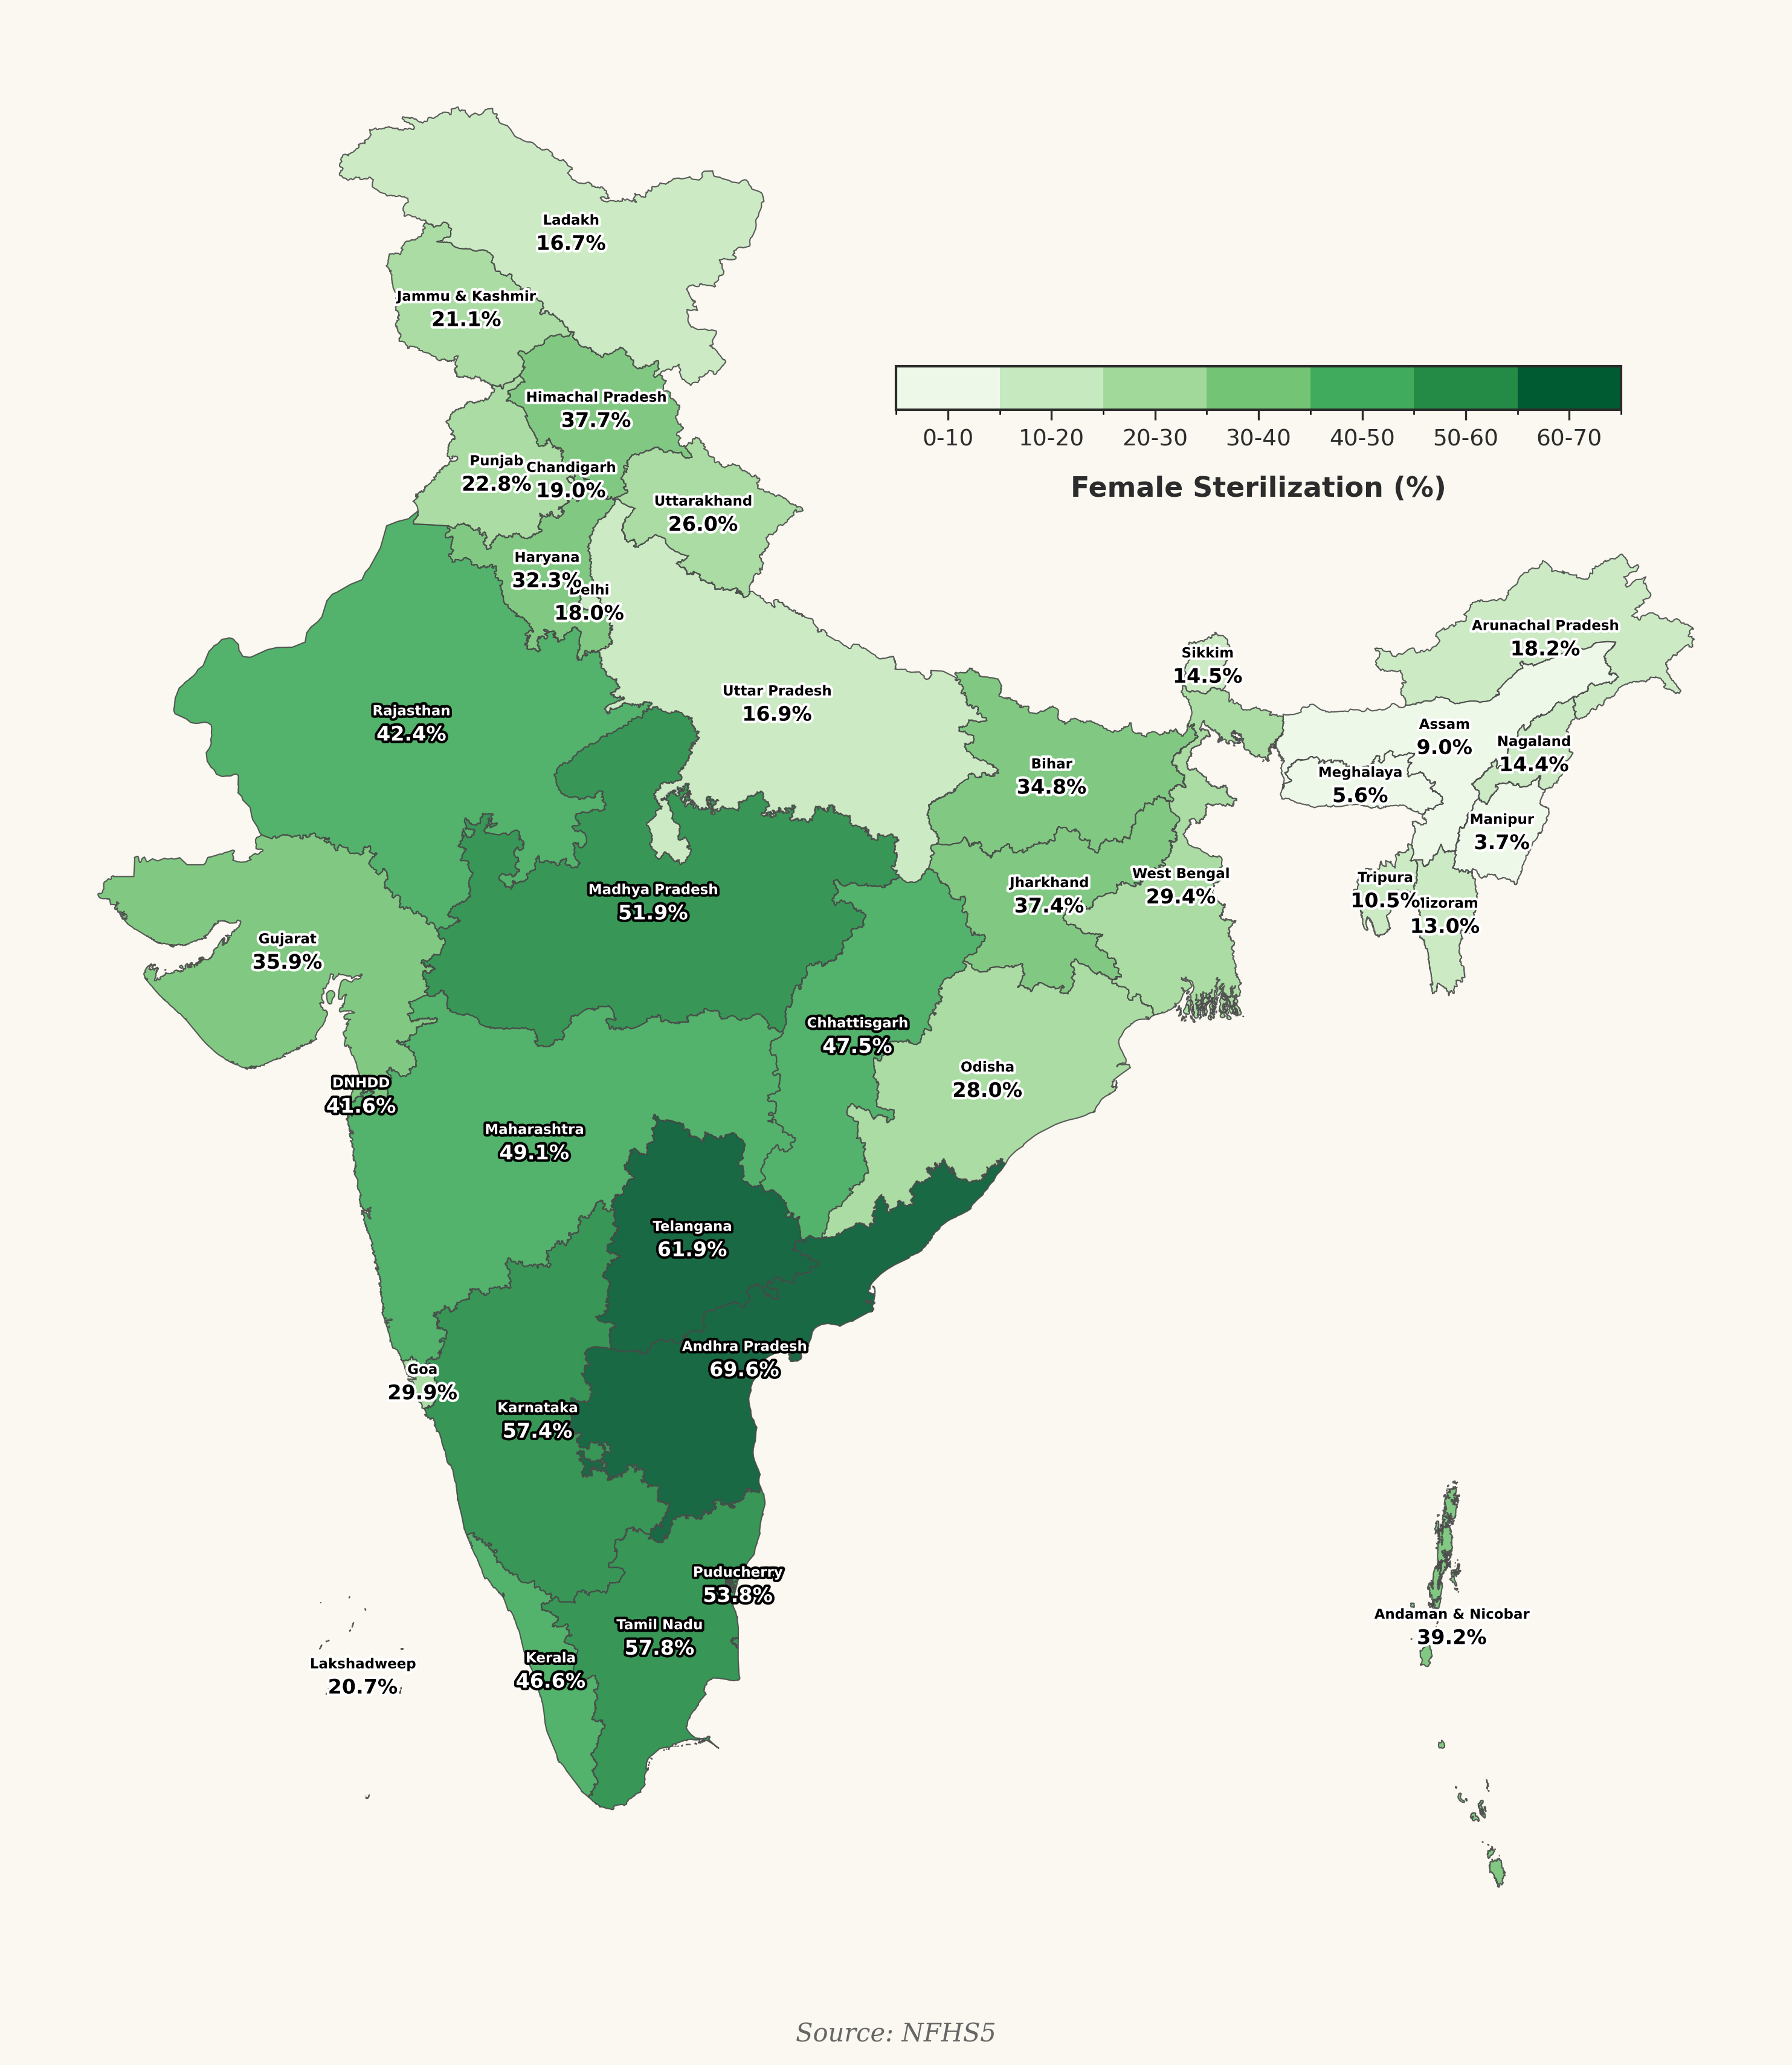 Ladakh
16.7%
Jammu & Kashmir
21.1%
Himachal Pradesh
37.7%
0-10 10-20 20-30 30-40 40-50 50-60 60-70
Female Sterilization (%)
Punjab
22.8%
Chandigarh
19.0%
Uttarakhand
26.0%
Haryana
32.3%
Delhi
18.0%
Arunachal Pradesh
18.2%
Sikkim
14.5%
Uttar Pradesh
16.9%
Rajasthan
42.4%
Assam
9.0%
Nagaland
14.4%
Bihar
34.8%
Meghalaya
5.6%
Manipur
3.7%
Madhya Pradesh
51.9%
Jharkhand
37.4%
West Bengal
29.4%
Tripura
10.5%
Mizoram
13.0%
Gujarat
35.9%
Chhattisgarh
47.5%
Odisha
28.0%
DNHDD
41.6%
Maharashtra
49.1%
Telangana
61.9%
Andhra Pradesh
69.6%
Goa
29.9%
Karnataka
57.4%
Puducherry
53.8%
Tamil Nadu
57.8%
Andaman & Nicobar
39.2%
Kerala
46.6%
Lakshadweep
20.7%
Source: NFHS5